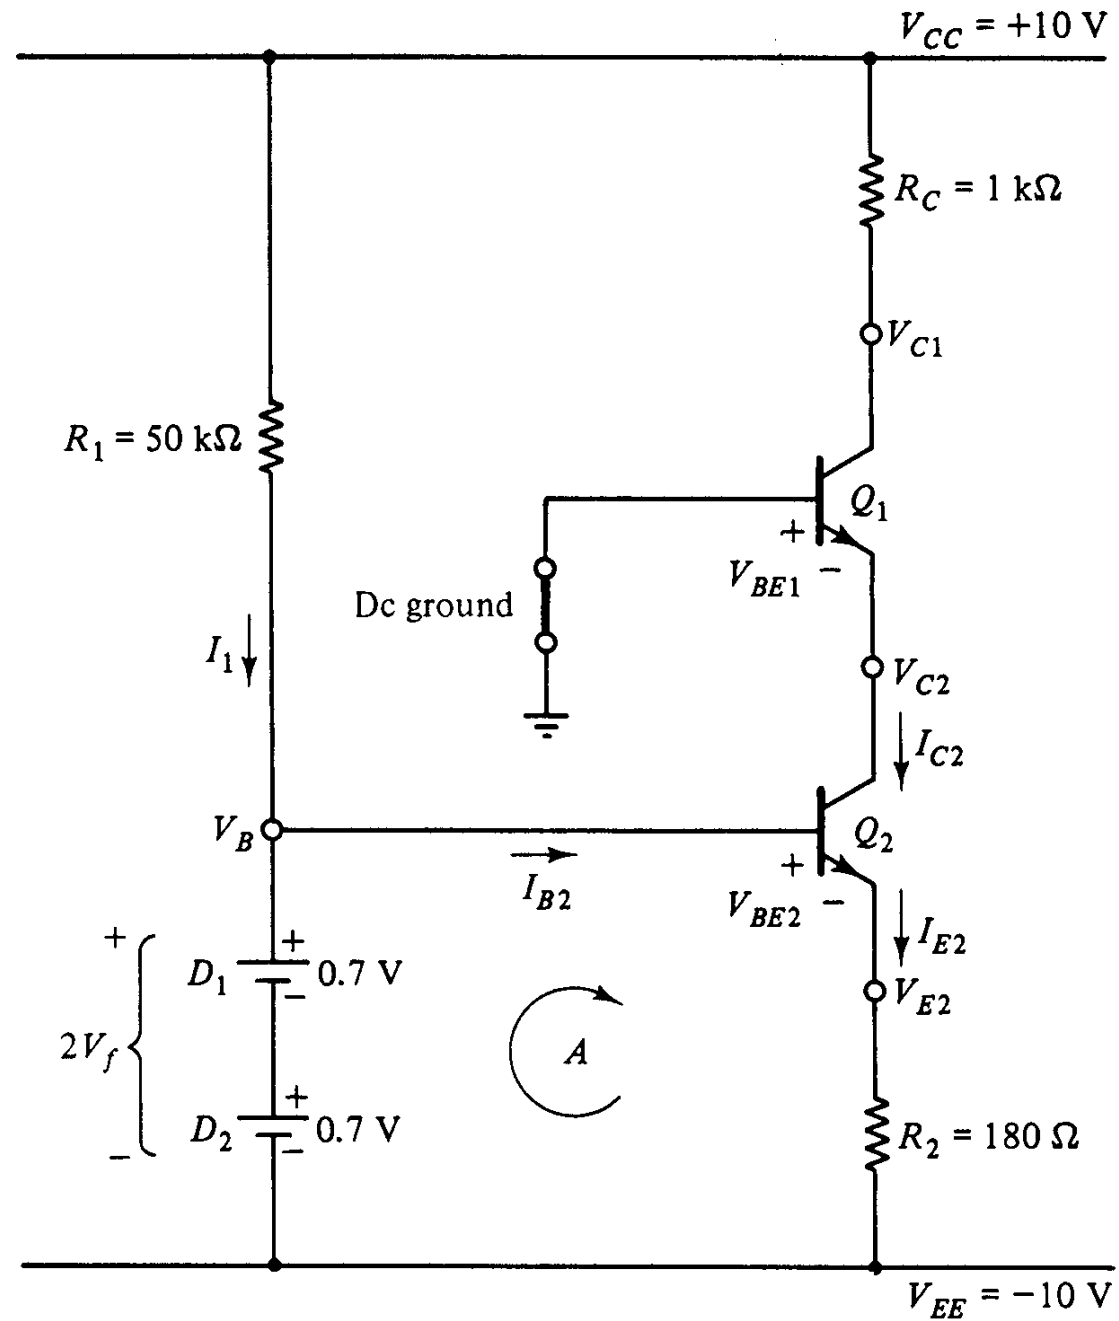 V_CC = +10 V
R_C = 1 kΩ
V_C1
R_1 = 50 kΩ
Q_1
+
V_BE1 −
Dc ground
I_1
V_C2
I_C2
V_B
Q_2
I_B2
+
V_BE2 −
I_E2
+
D_1 + − 0.7 V
V_E2
2V_f
A
D_2 + − 0.7 V
−
R_2 = 180 Ω
V_EE = −10 V